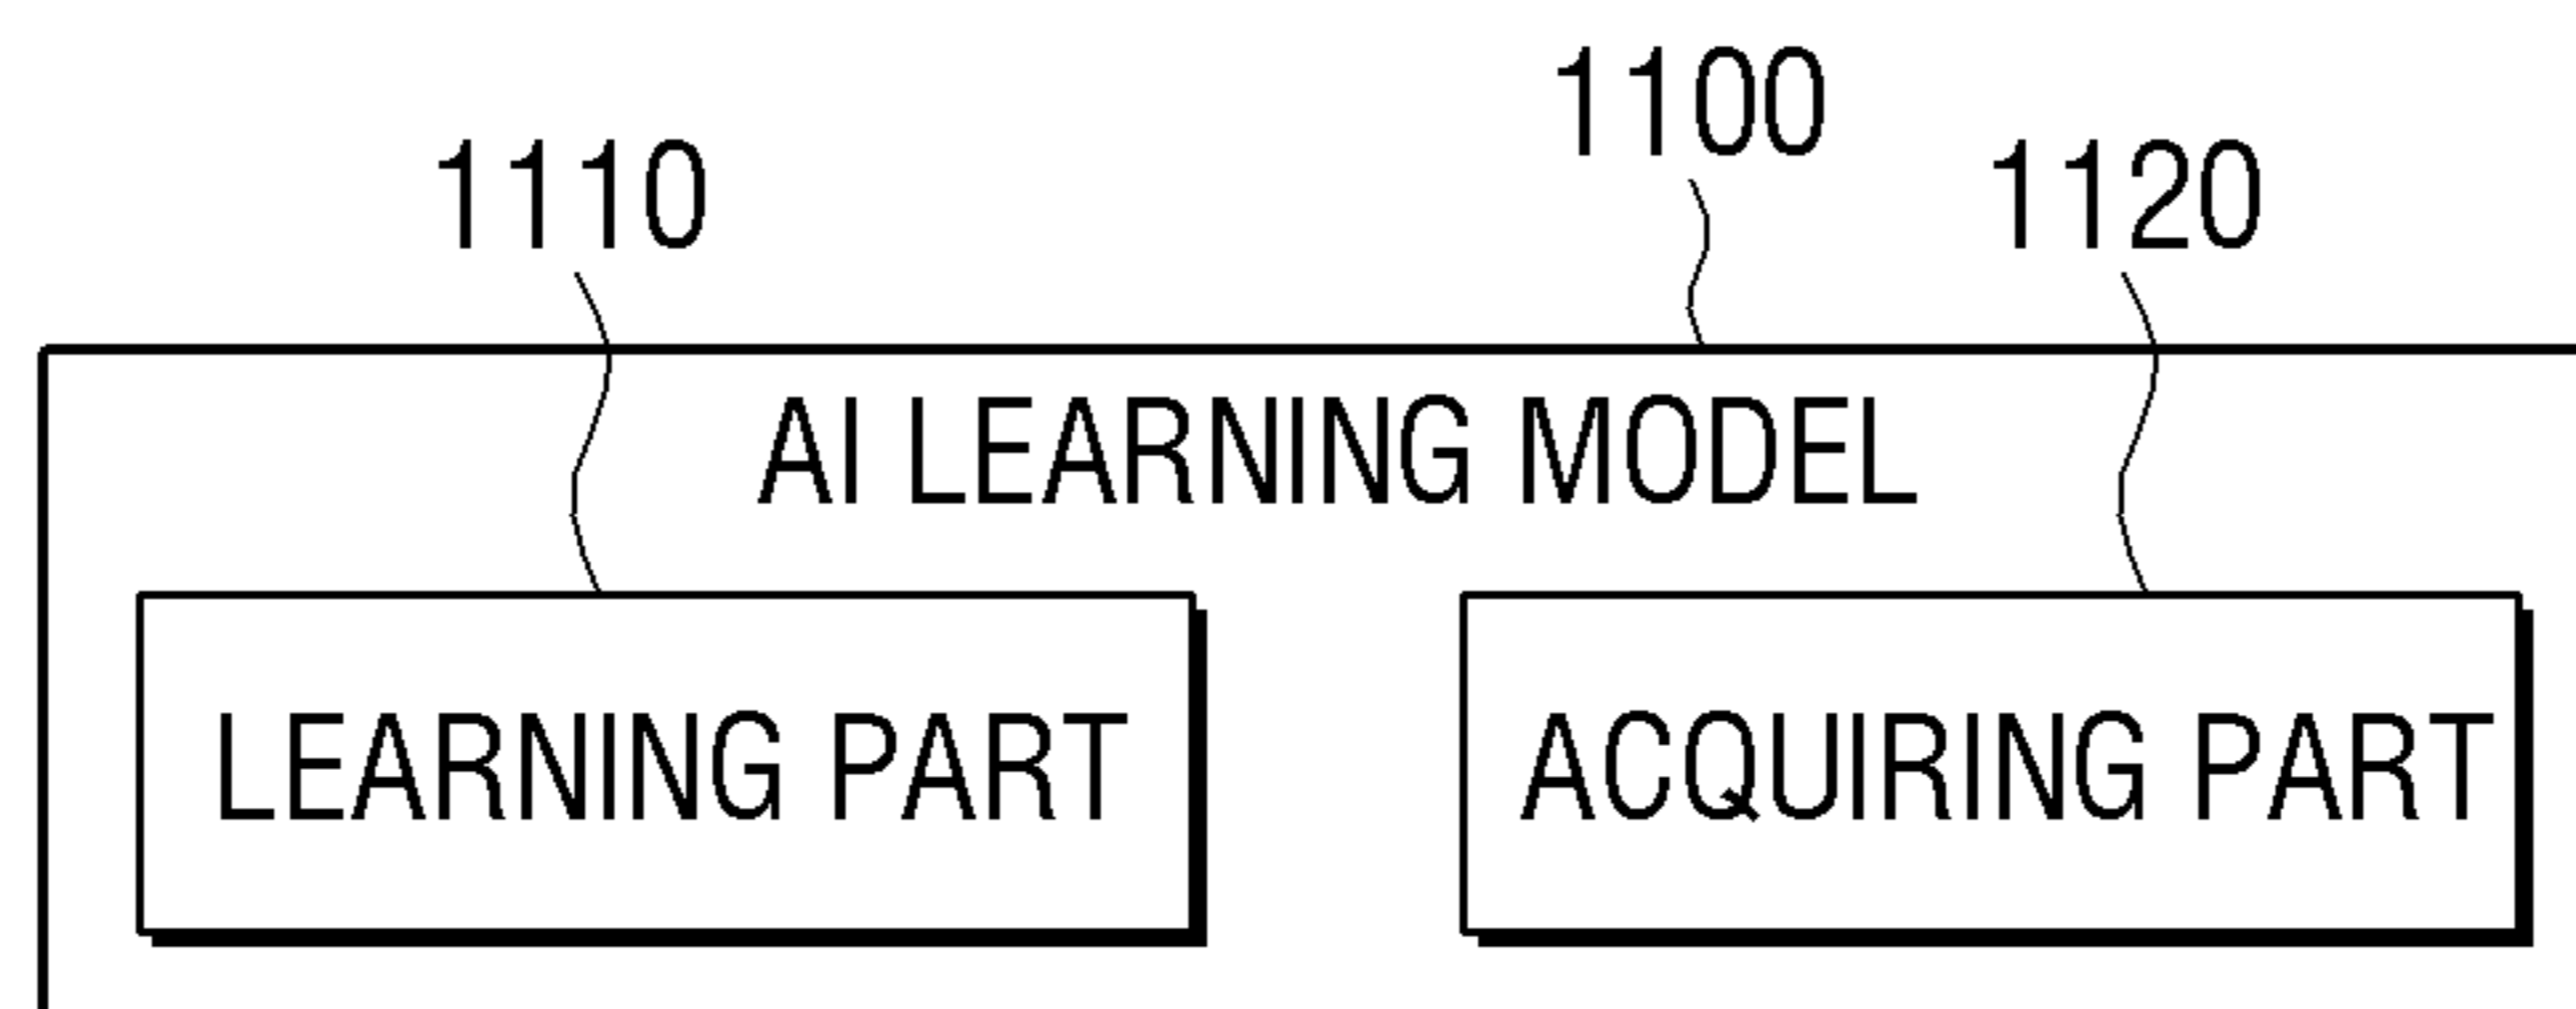 1100
1110
1120
AI LEARNING MODEL
LEARNING PART
ACQUIRING PART